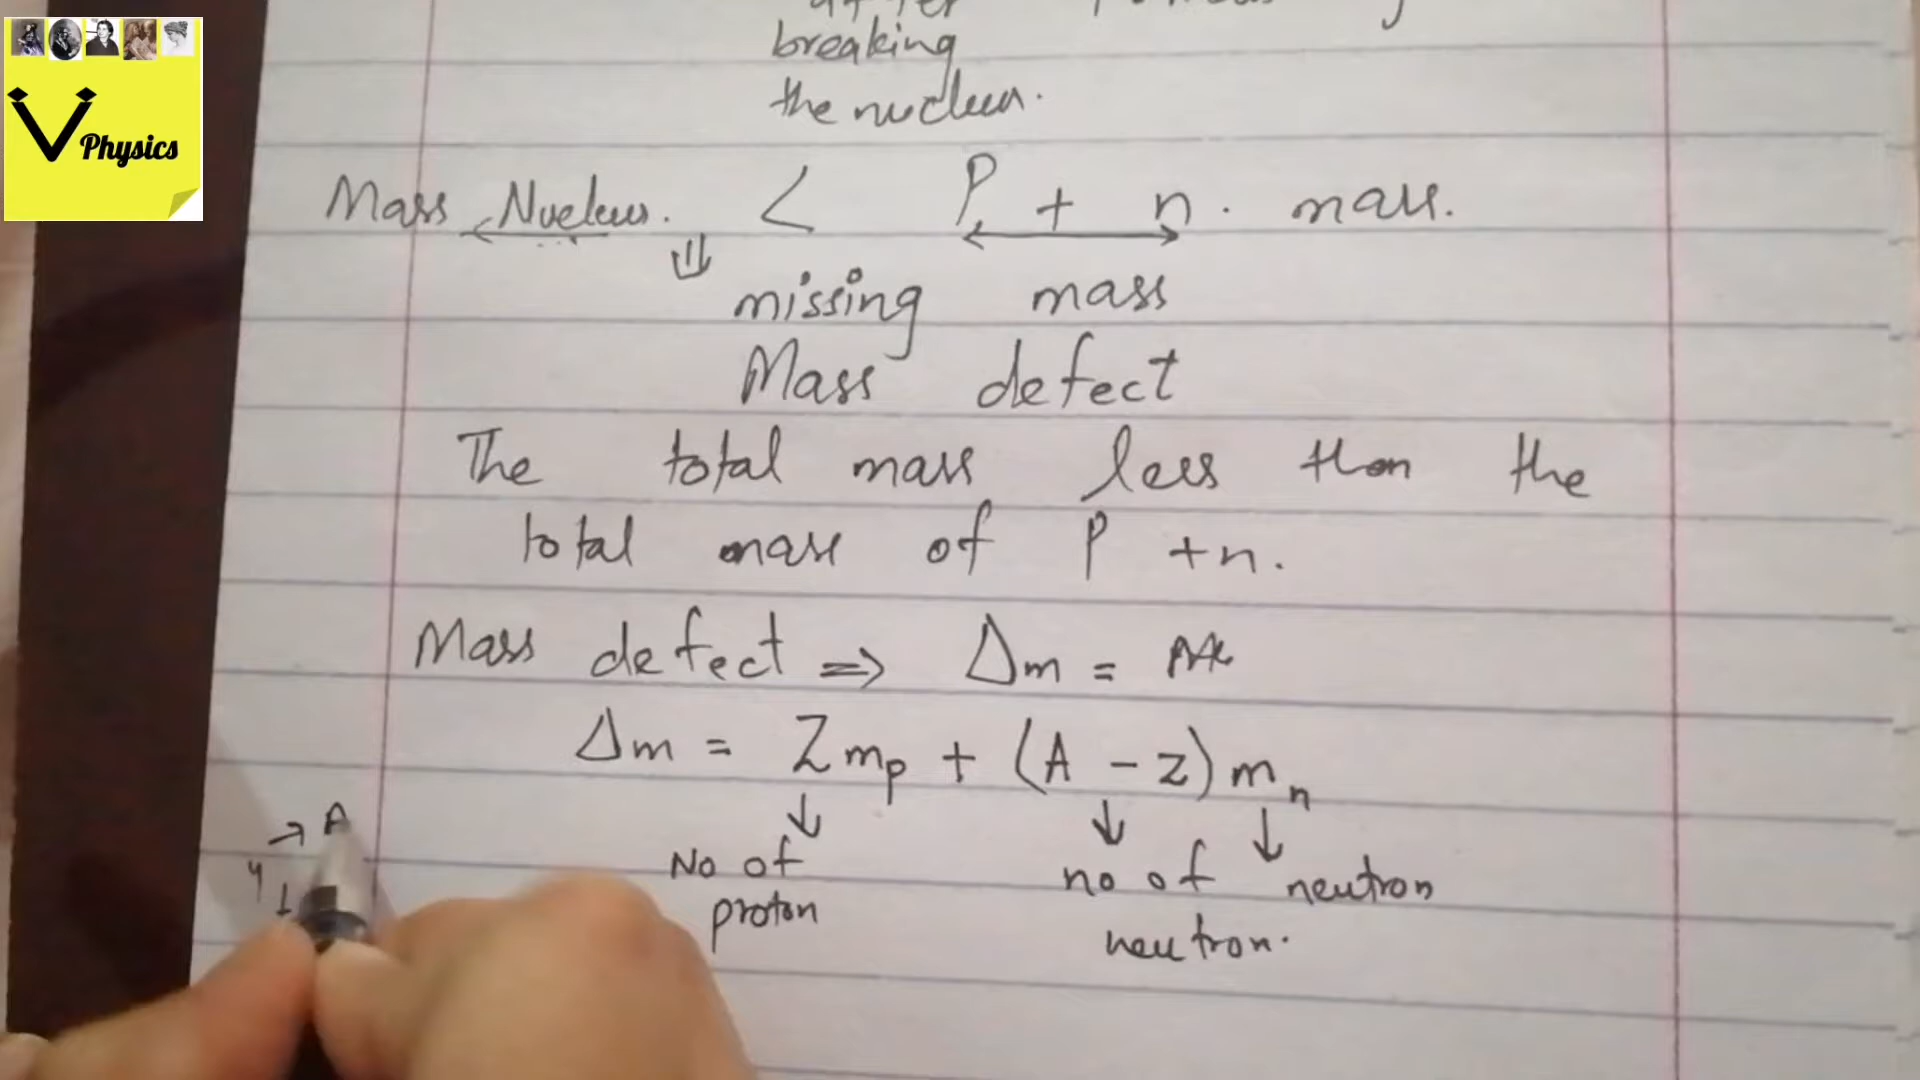 V Physics
breaking
the nucleus.
Mass Nucleus. < P + n. mass.
missing mass
Mass defect
The total mass less than the
total mass of P +n.
Mass defect ⇒ Δm =
Δm = Zmp + (A - z) mn
No of
proton
no of
neutron.
neutron
→ A